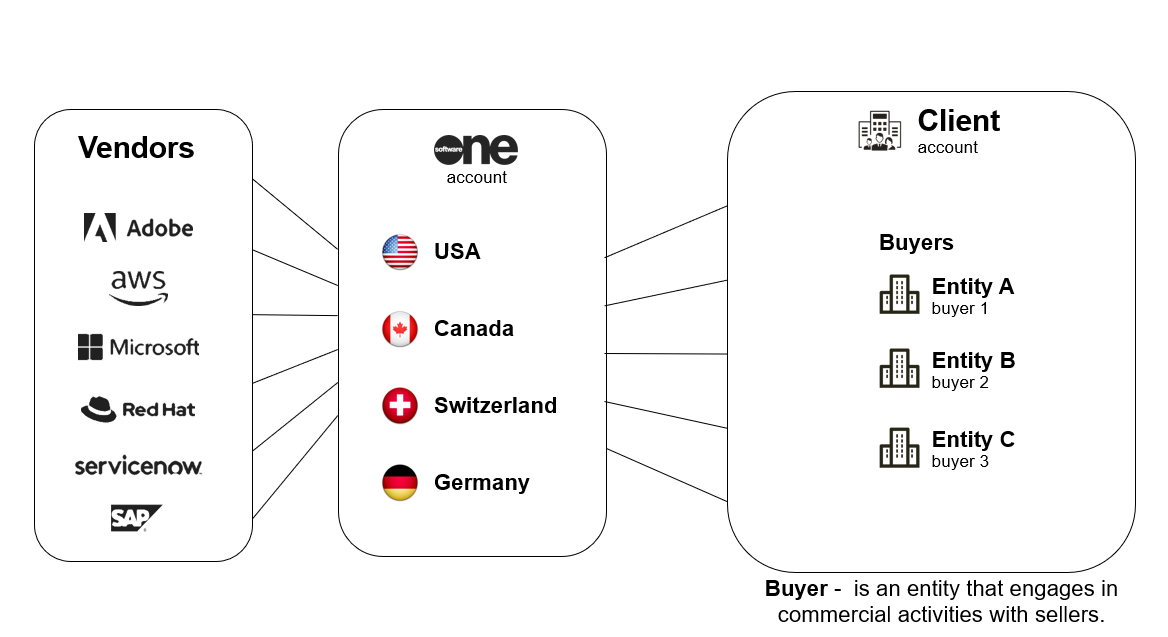 Vendors
Adobe
aws
Microsoft
Red Hat
servicenow
SAP
software one
account
USA
Canada
Switzerland
Germany
Client
account
Buyers
Entity A
buyer 1
Entity B
buyer 2
Entity C
buyer 3
Buyer - is an entity that engages in
commercial activities with sellers.